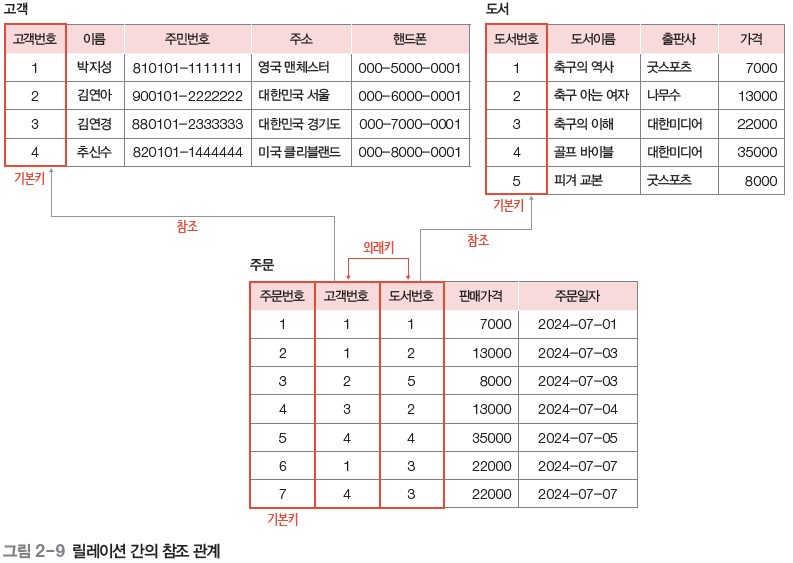 고객
고객번호 이름 주민번호 주소 핸드폰
1 박지성 810101-1111111 영국 맨체스터 000-5000-0001
2 김연아 900101-2222222 대한민국 서울 000-6000-0001
3 김연경 880101-2333333 대한민국 경기도 000-7000-0001
4 추신수 820101-1444444 미국 클리블랜드 000-8000-0001
기본키
도서
도서번호 도서이름 출판사 가격
1 축구의 역사 굿스포츠 7000
2 축구 아는 여자 나무수 13000
3 축구의 이해 대한미디어 22000
4 골프 바이블 대한미디어 35000
5 피겨 교본 굿스포츠 8000
기본키
참조
외래키
참조
주문
주문번호 고객번호 도서번호 판매가격 주문일자
1 1 1 7000 2024-07-01
2 1 2 13000 2024-07-03
3 2 5 8000 2024-07-03
4 3 2 13000 2024-07-04
5 4 4 35000 2024-07-05
6 1 3 22000 2024-07-07
7 4 3 22000 2024-07-07
기본키
그림 2-9 릴레이션 간의 참조 관계